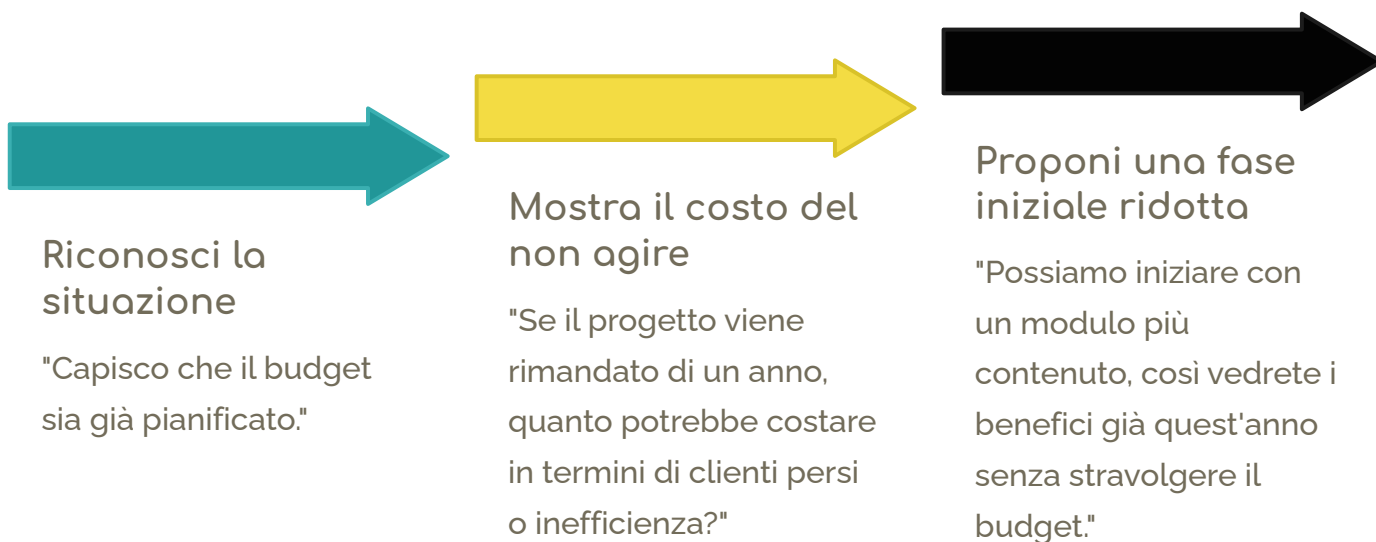 Riconosci la
situazione
"Capisco che il budget
sia già pianificato."
Mostra il costo del
non agire
"Se il progetto viene
rimandato di un anno,
quanto potrebbe costare
in termini di clienti persi
o inefficienza?"
Proponi una fase
iniziale ridotta
"Possiamo iniziare con
un modulo più
contenuto, così vedrete i
benefici già quest'anno
senza stravolgere il
budget."